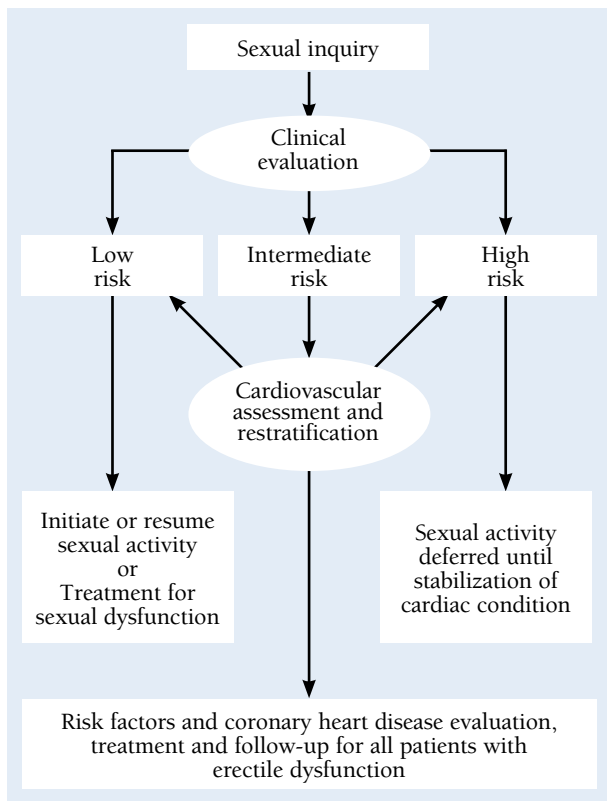 Sexual inquiry
Clinical
evaluation
Low
risk
Intermediate
risk
High
risk
Cardiovascular
assessment and
restratification
Initiate or resume
sexual activity
or
Treatment for
sexual dysfunction
Sexual activity
deferred until
stabilization of
cardiac condition
Risk factors and coronary heart disease evaluation,
treatment and follow-up for all patients with
erectile dysfunction